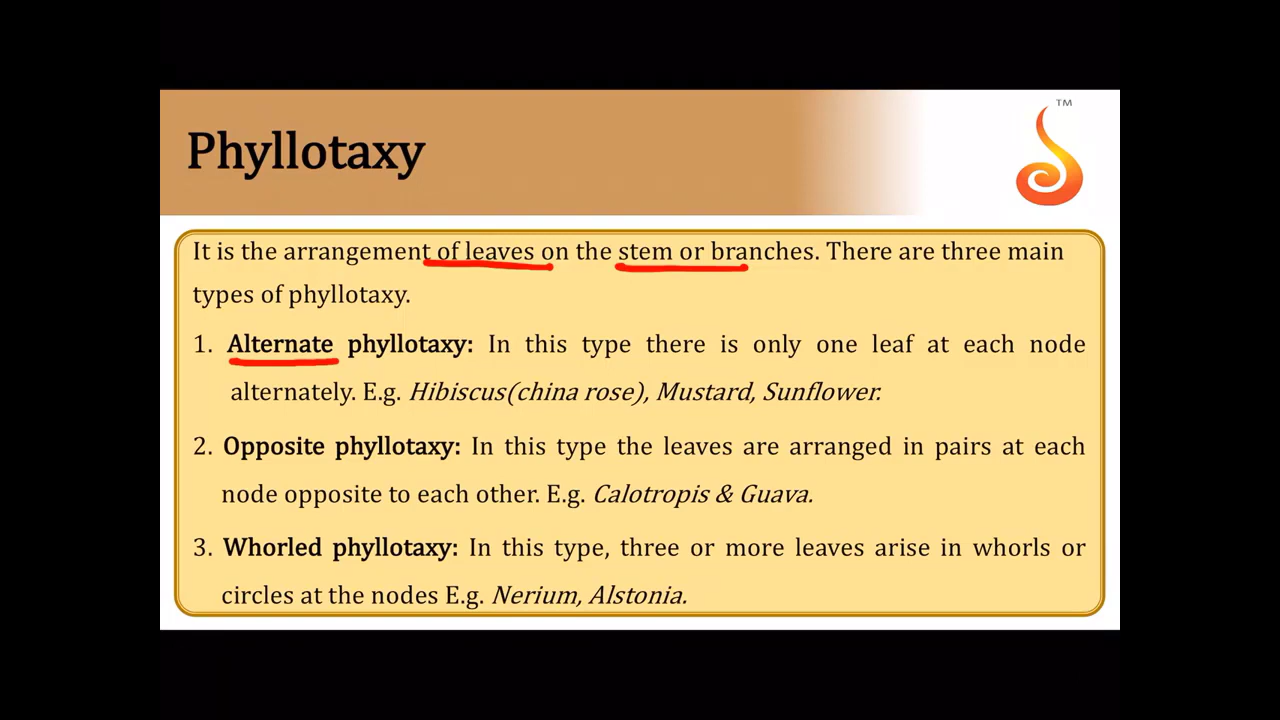 TM
Phyllotaxy
It is the arrangement of leaves on the stem or branches. There are three main
types of phyllotaxy.
1. Alternate phyllotaxy: In this type there is only one leaf at each node
alternately. E.g. Hibiscus(china rose), Mustard, Sunflower.
2. Opposite phyllotaxy: In this type the leaves are arranged in pairs at each
node opposite to each other. E.g. Calotropis & Guava.
3. Whorled phyllotaxy: In this type, three or more leaves arise in whorls or
circles at the nodes E.g. Nerium, Alstonia.